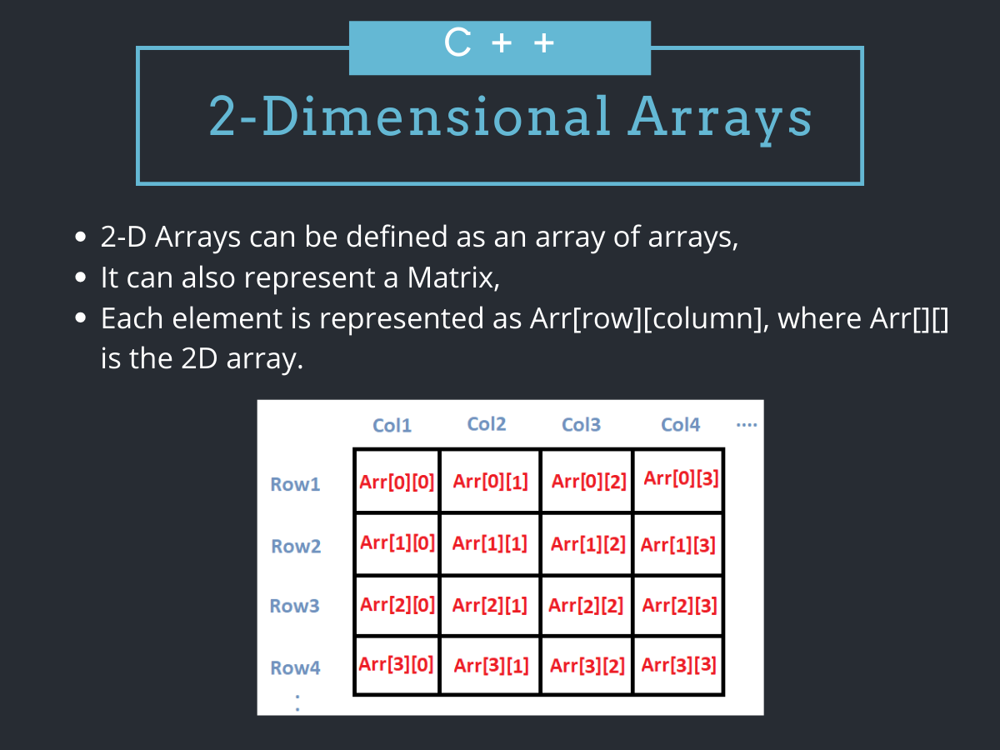 C + +
2-Dimensional Arrays
• 2-D Arrays can be defined as an array of arrays,
• It can also represent a Matrix,
• Each element is represented as Arr[row][column], where Arr[][]
is the 2D array.
Col1 Col2 Col3 Col4 ....
Row1 Arr[0][0] Arr[0][1] Arr[0][2] Arr[0][3]
Row2 Arr[1][0] Arr[1][1] Arr[1][2] Arr[1][3]
Row3 Arr[2][0] Arr[2][1] Arr[2][2] Arr[2][3]
Row4 Arr[3][0] Arr[3][1] Arr[3][2] Arr[3][3]
: